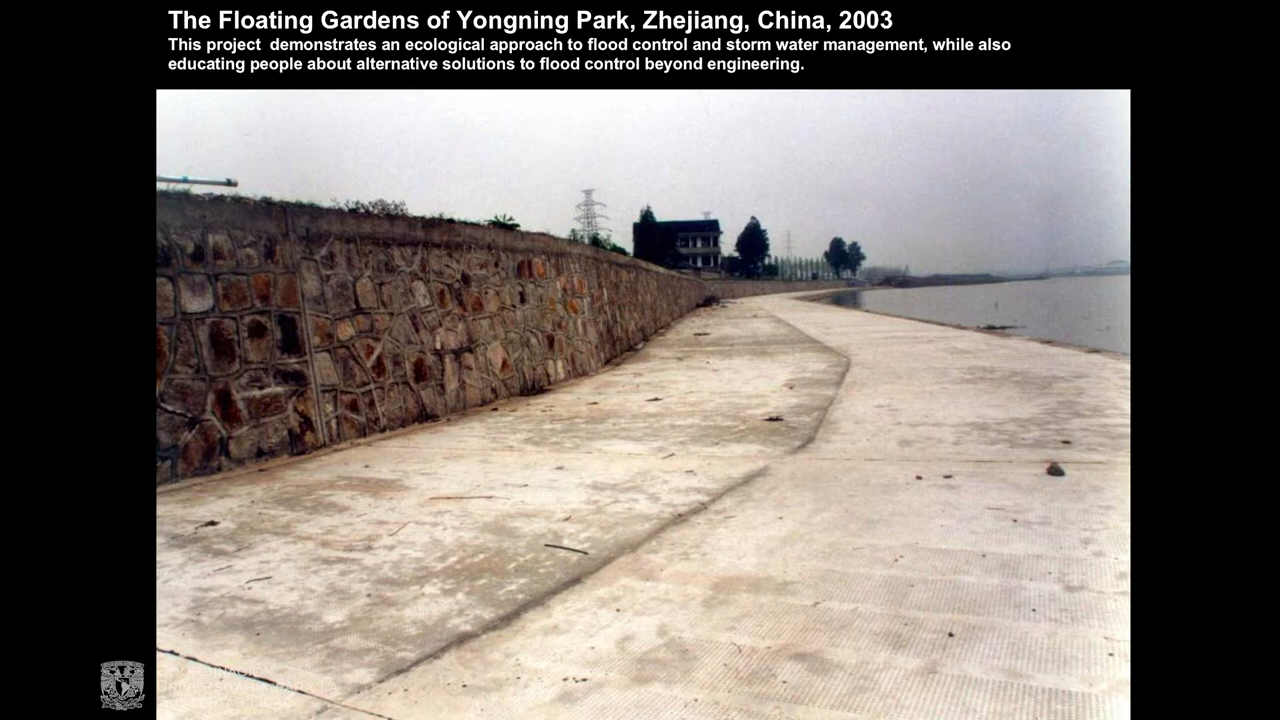 The Floating Gardens of Yongning Park, Zhejiang, China, 2003
This project  demonstrates an ecological approach to flood control and storm water management, while also
educating people about alternative solutions to flood control beyond engineering.